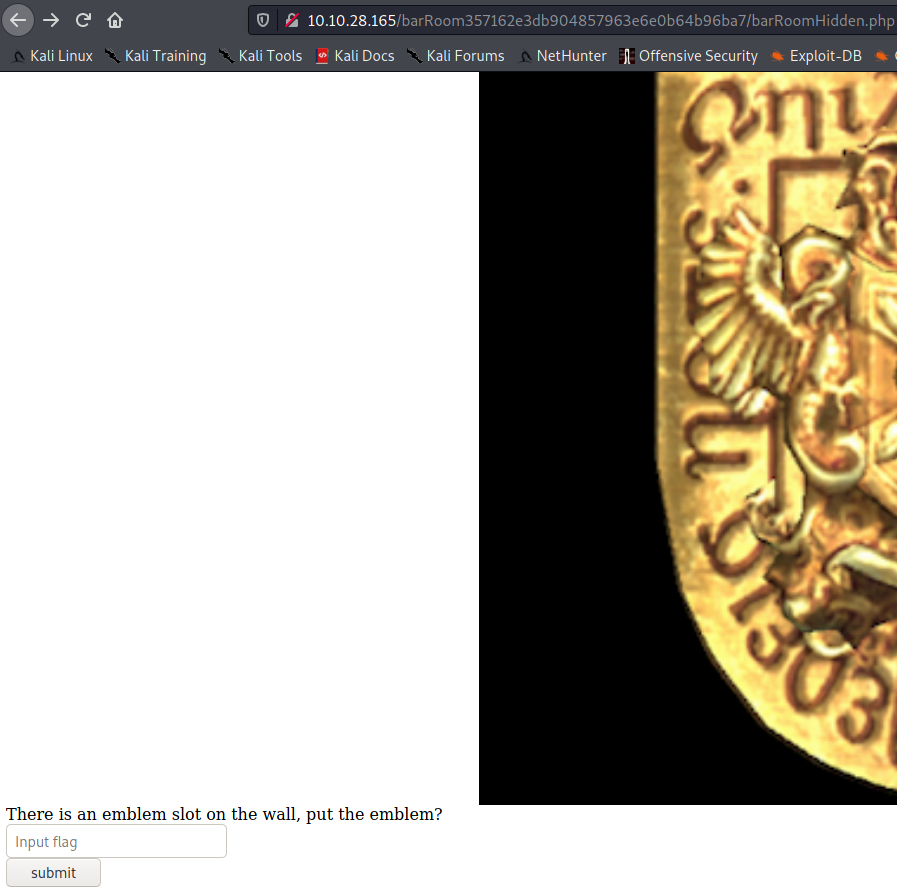 10.10.28.165/barRoom357162e3db904857963e6e0b64b96ba7/barRoomHidden.php
Kali Linux Kali Training Kali Tools Kali Docs Kali Forums NetHunter Offensive Security Exploit-DB
There is an emblem slot on the wall, put the emblem?
Input flag
submit